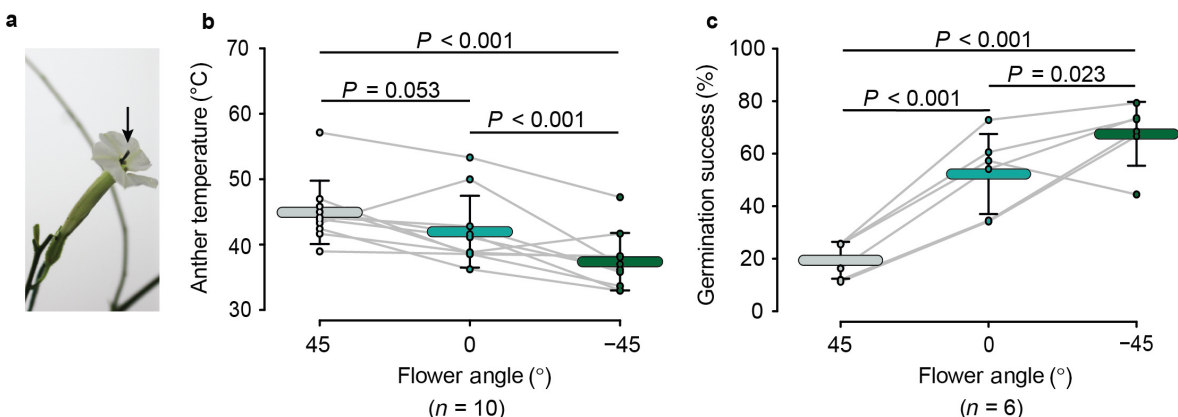 a
b
70
60
50
40
30
Anther temperature (°C)
P < 0.001
P = 0.053
P < 0.001
45
0
−45
Flower angle (°)
(n = 10)
c
100
80
60
40
20
0
Germination success (%)
P < 0.001
P = 0.023
P < 0.001
45
0
−45
Flower angle (°)
(n = 6)